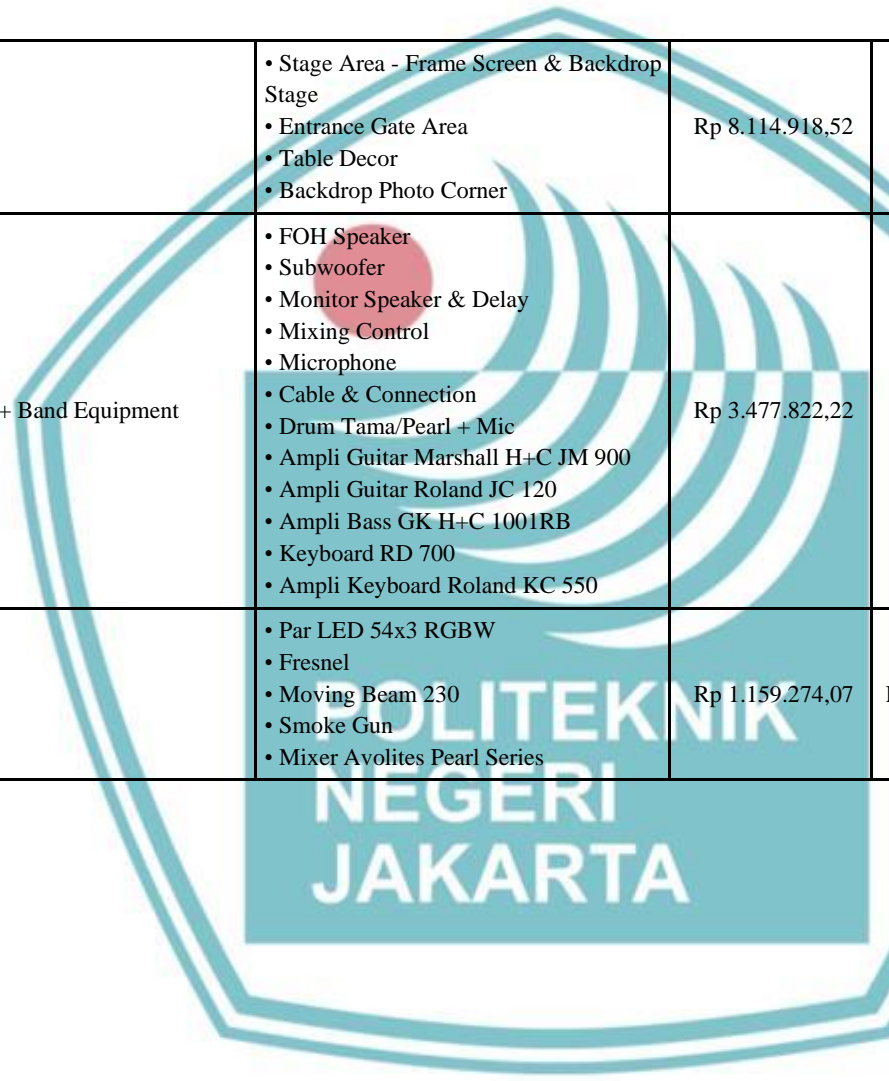 • Stage Area - Frame Screen & Backdrop
Stage
• Entrance Gate Area
• Table Decor
• Backdrop Photo Corner
Rp 8.114.918,52
+ Band Equipment
• FOH Speaker
• Subwoofer
• Monitor Speaker & Delay
• Mixing Control
• Microphone
• Cable & Connection
• Drum Tama/Pearl + Mic
• Ampli Guitar Marshall H+C JM 900
• Ampli Guitar Roland JC 120
• Ampli Bass GK H+C 1001RB
• Keyboard RD 700
• Ampli Keyboard Roland KC 550
Rp 3.477.822,22
• Par LED 54x3 RGBW
• Fresnel
• Moving Beam 230
• Smoke Gun
• Mixer Avolites Pearl Series
Rp 1.159.274,07
POLITEKNIK
NEGERI
JAKARTA